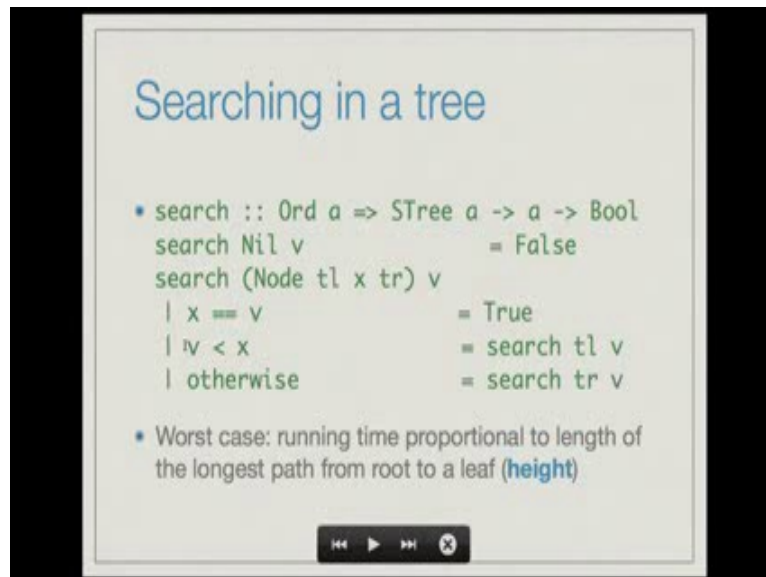 Searching in a tree
• search :: Ord a => STree a -> a -> Bool
search Nil v = False
search (Node tl x tr) v
| x == v = True
| v < x = search tl v
| otherwise = search tr v
• Worst case: running time proportional to length of
the longest path from root to a leaf (height)